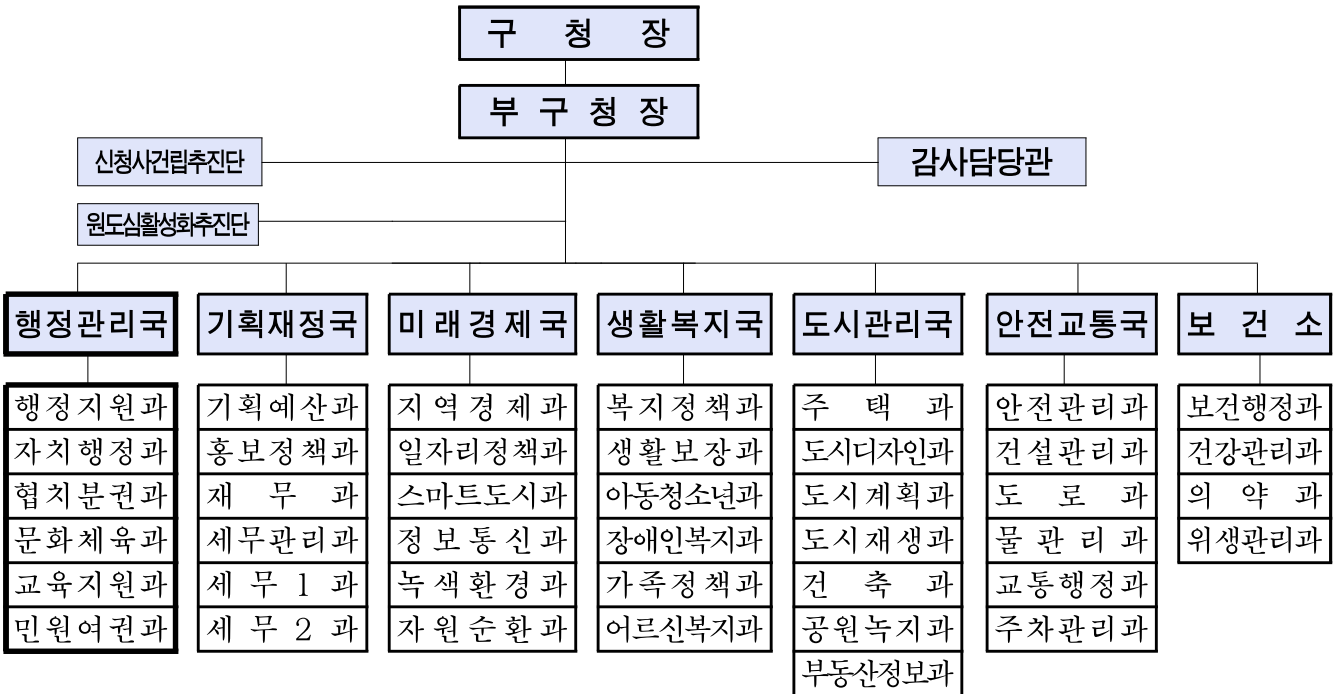 구 청 장
부 구 청 장
신청사건립추진단
감사담당관
원도심활성화추진단
행정관리국
기획재정국
미래경제국
생활복지국
도시관리국
안전교통국
보 건 소
행정지원과
자치행정과
협치분권과
문화체육과
교육지원과
민원여권과
기획예산과
홍보정책과
재 무 과
세무관리과
세 무 1 과
세 무 2 과
지역경제과
일자리정책과
스마트도시과
정보통신과
녹색환경과
자원순환과
복지정책과
생활보장과
아동청소년과
장애인복지과
가족정책과
어르신복지과
주 택 과
도시디자인과
도시계획과
도시재생과
건 축 과
공원녹지과
부동산정보과
안전관리과
건설관리과
도 로 과
물 관 리 과
교통행정과
주차관리과
보건행정과
건강관리과
의 약 과
위생관리과